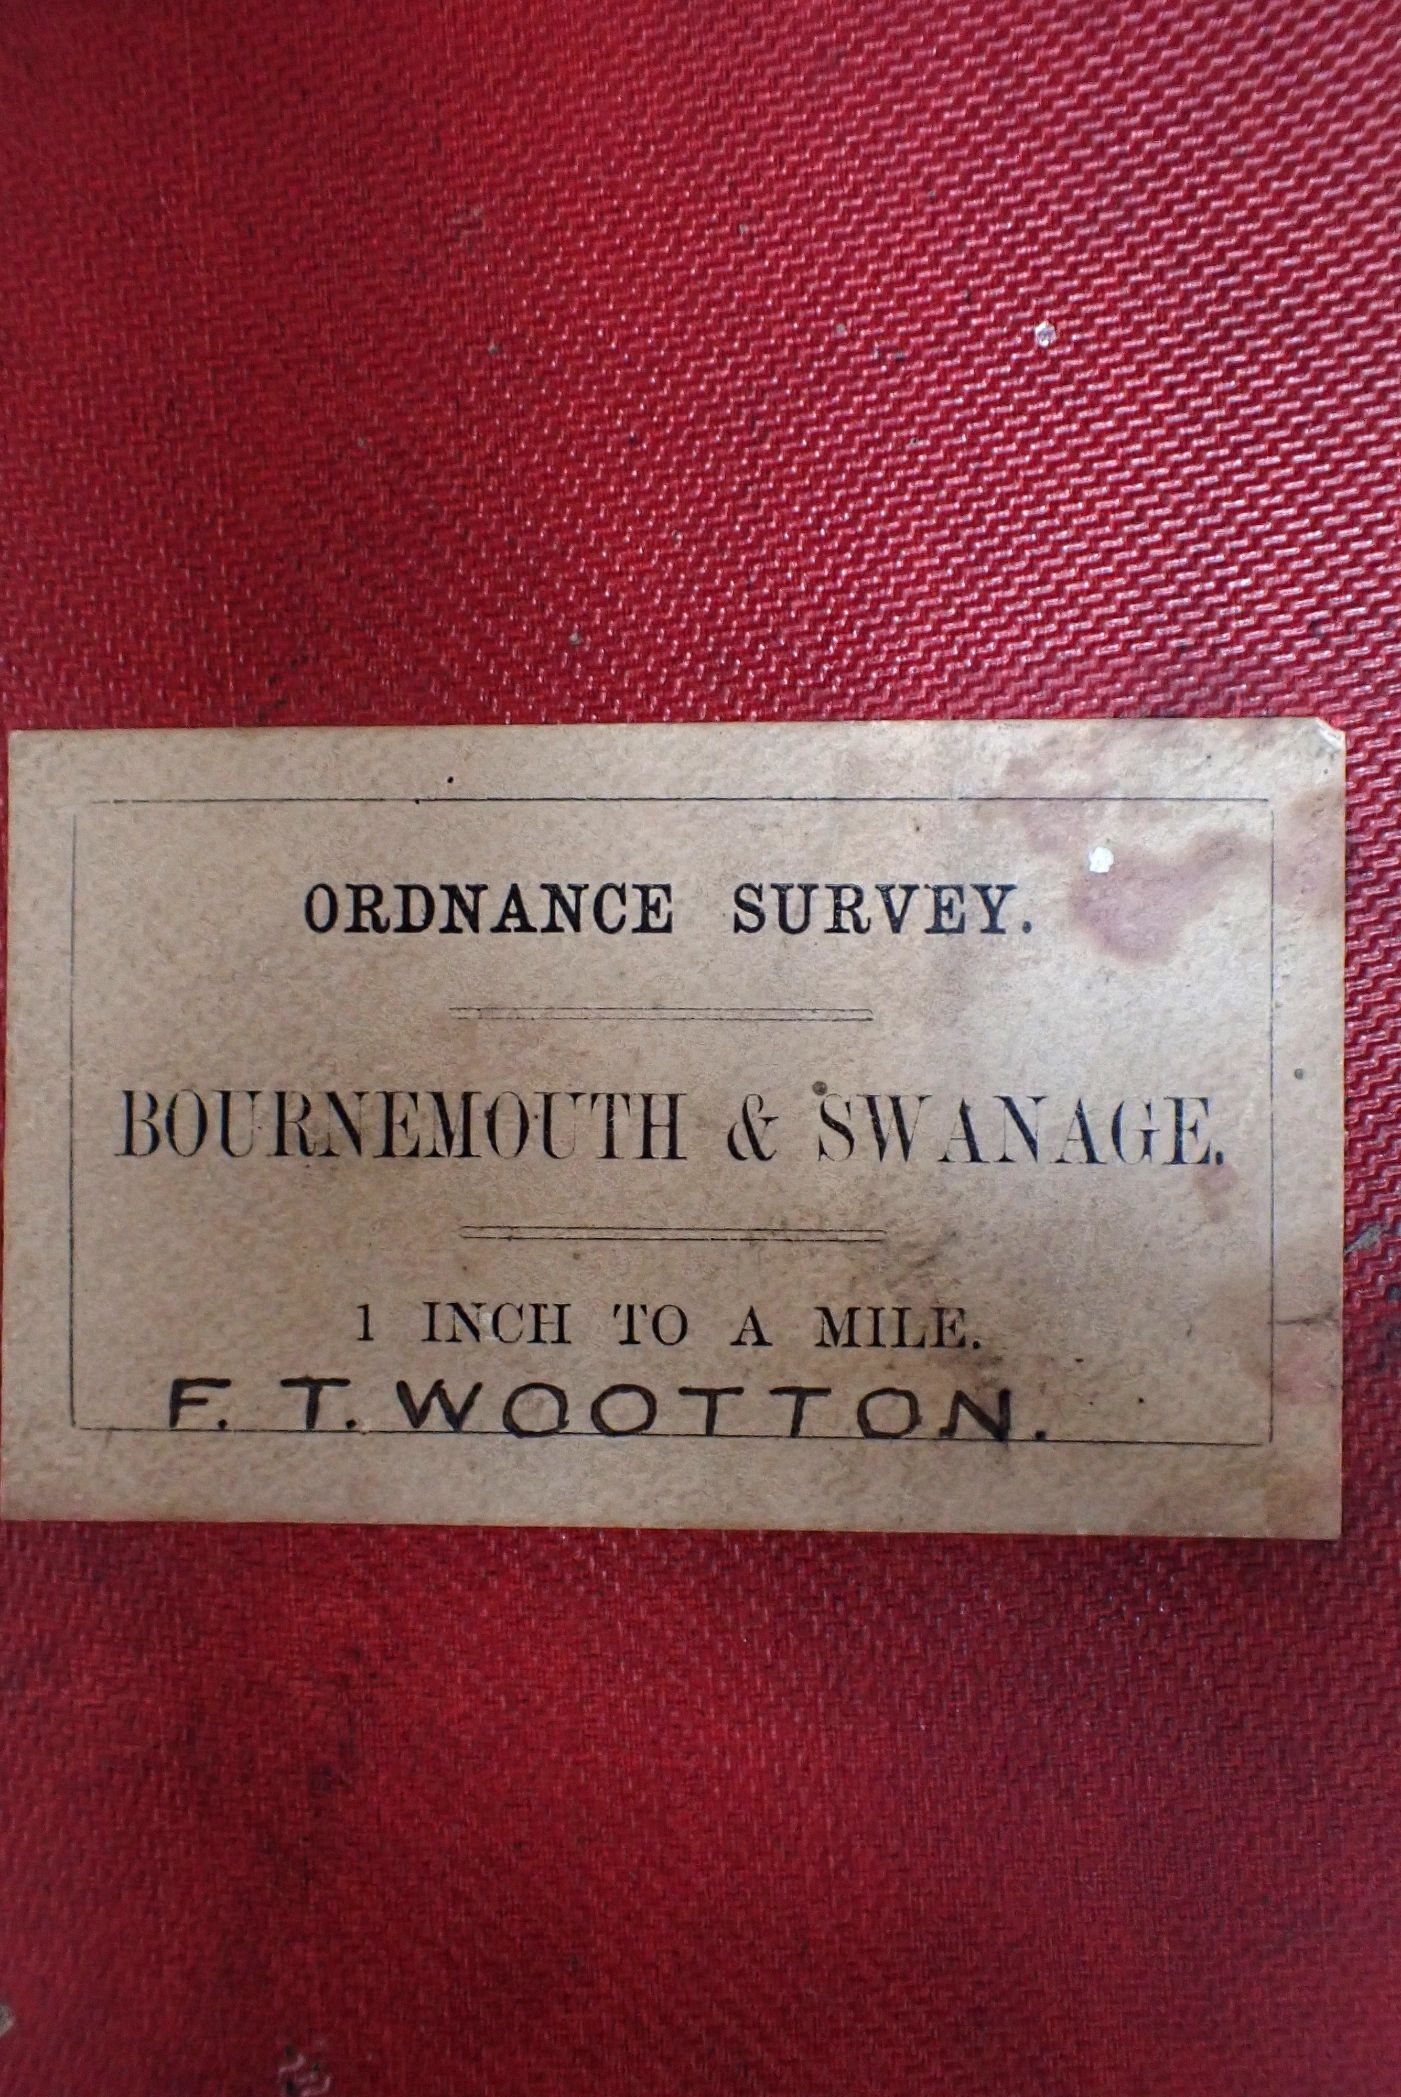 ORDNANCE SURVEY.
BOURNEMOUTH & SWANAGE.
1 INCH TO A MILE.
F. T. WOOTTON.